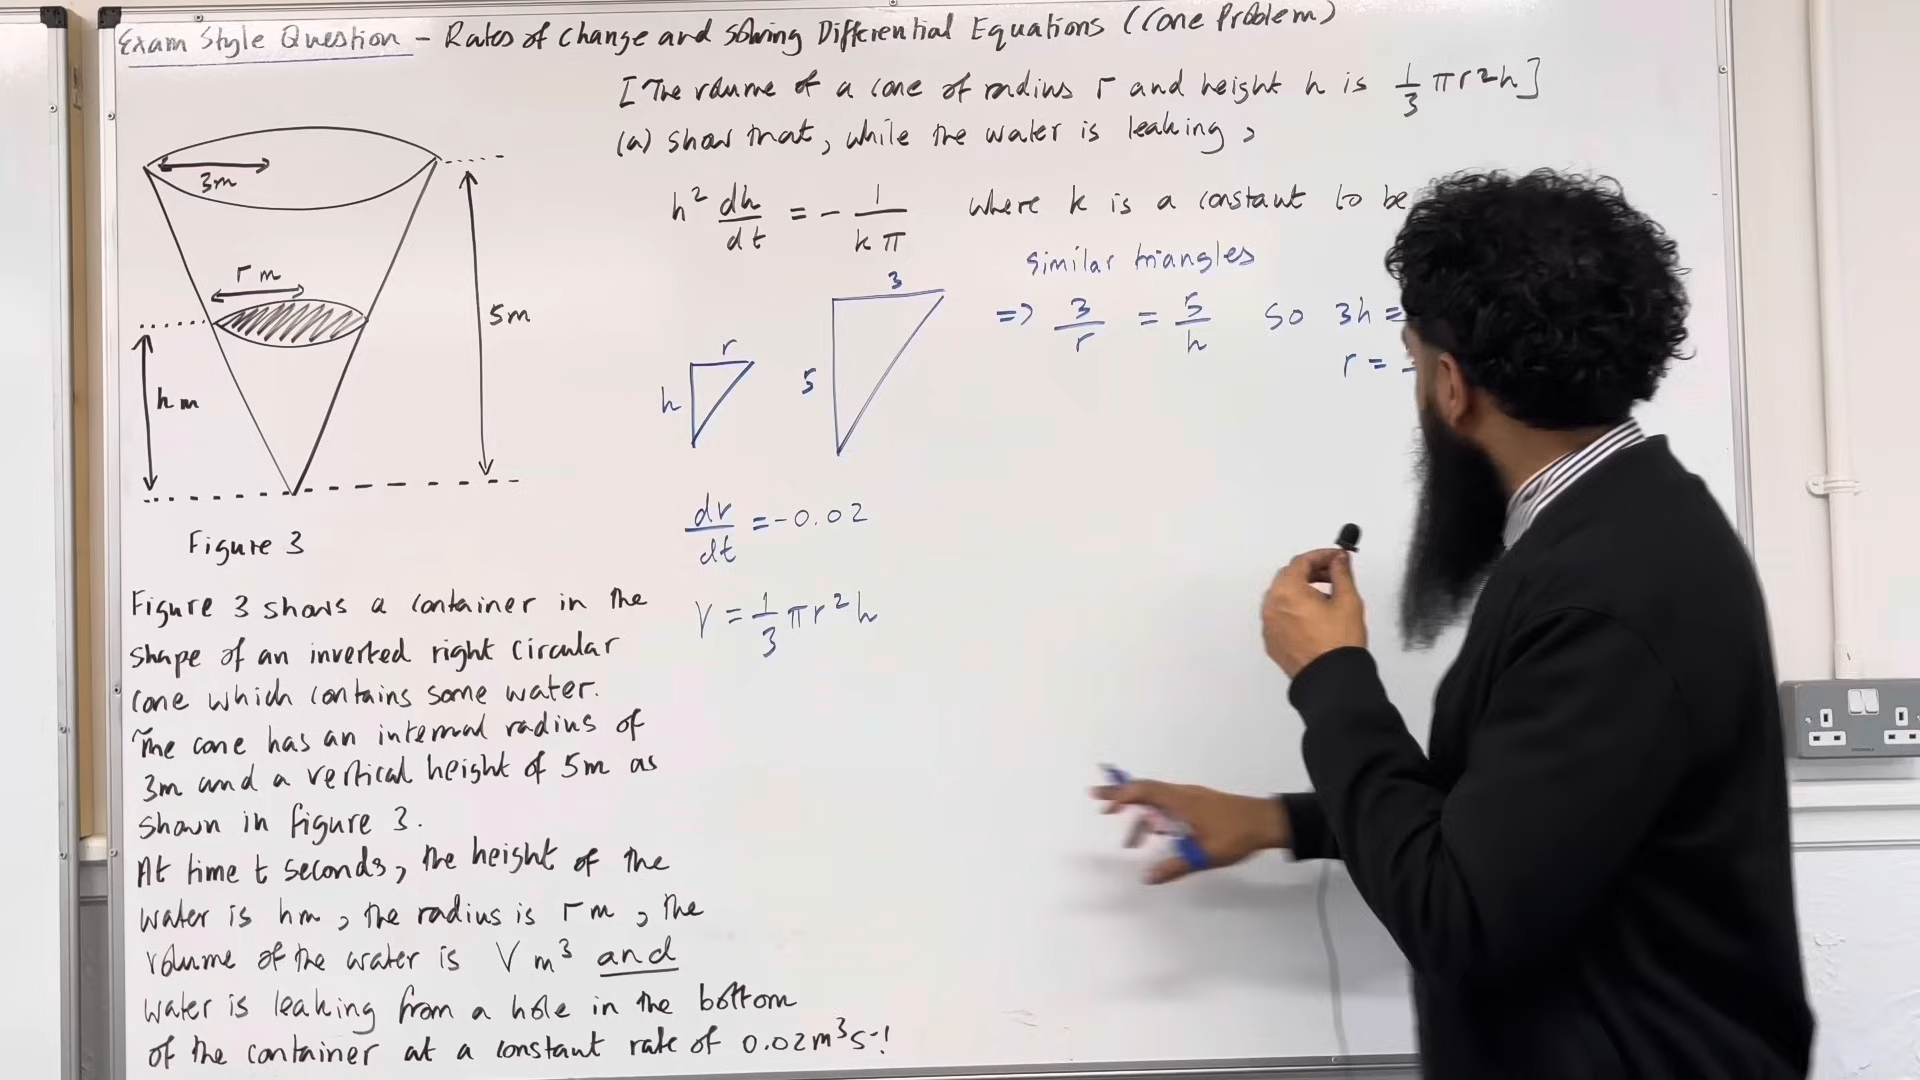 Exam Style Question - Rates of change and solving Differential Equations (Cone Problem)
[The volume of a cone of radius r and height h is 1/3 πr²h]
(a) show that, while the water is leaking,
h² dh/dt = - 1/kπ where k is a constant to be
3m
r m
5m
h m
Figure 3
similar triangles
3
5
r
h
=> 3/r = 5/h so 3h =
r =
dv/dt = -0.02
V = 1/3 πr²h
Figure 3 shows a container in the
shape of an inverted right circular
cone which contains some water.
The cone has an internal radius of
3m and a vertical height of 5m as
shown in figure 3.
At time t seconds, the height of the
water is hm, the radius is rm, the
volume of the water is Vm³ and
water is leaking from a hole in the bottom
of the container at a constant rate of 0.02m³s⁻¹